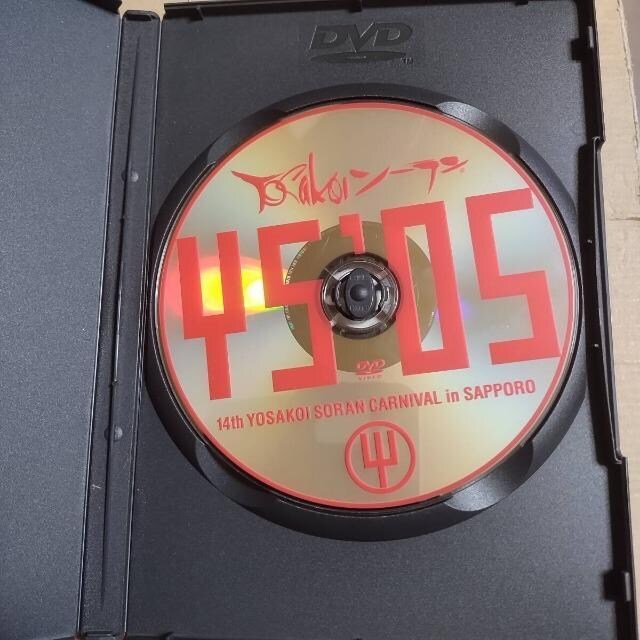 DVD
TM
YOSAKOIソーラン
YS'05
DVD
VIDEO
14th YOSAKOI SORAN CARNIVAL in SAPPORO